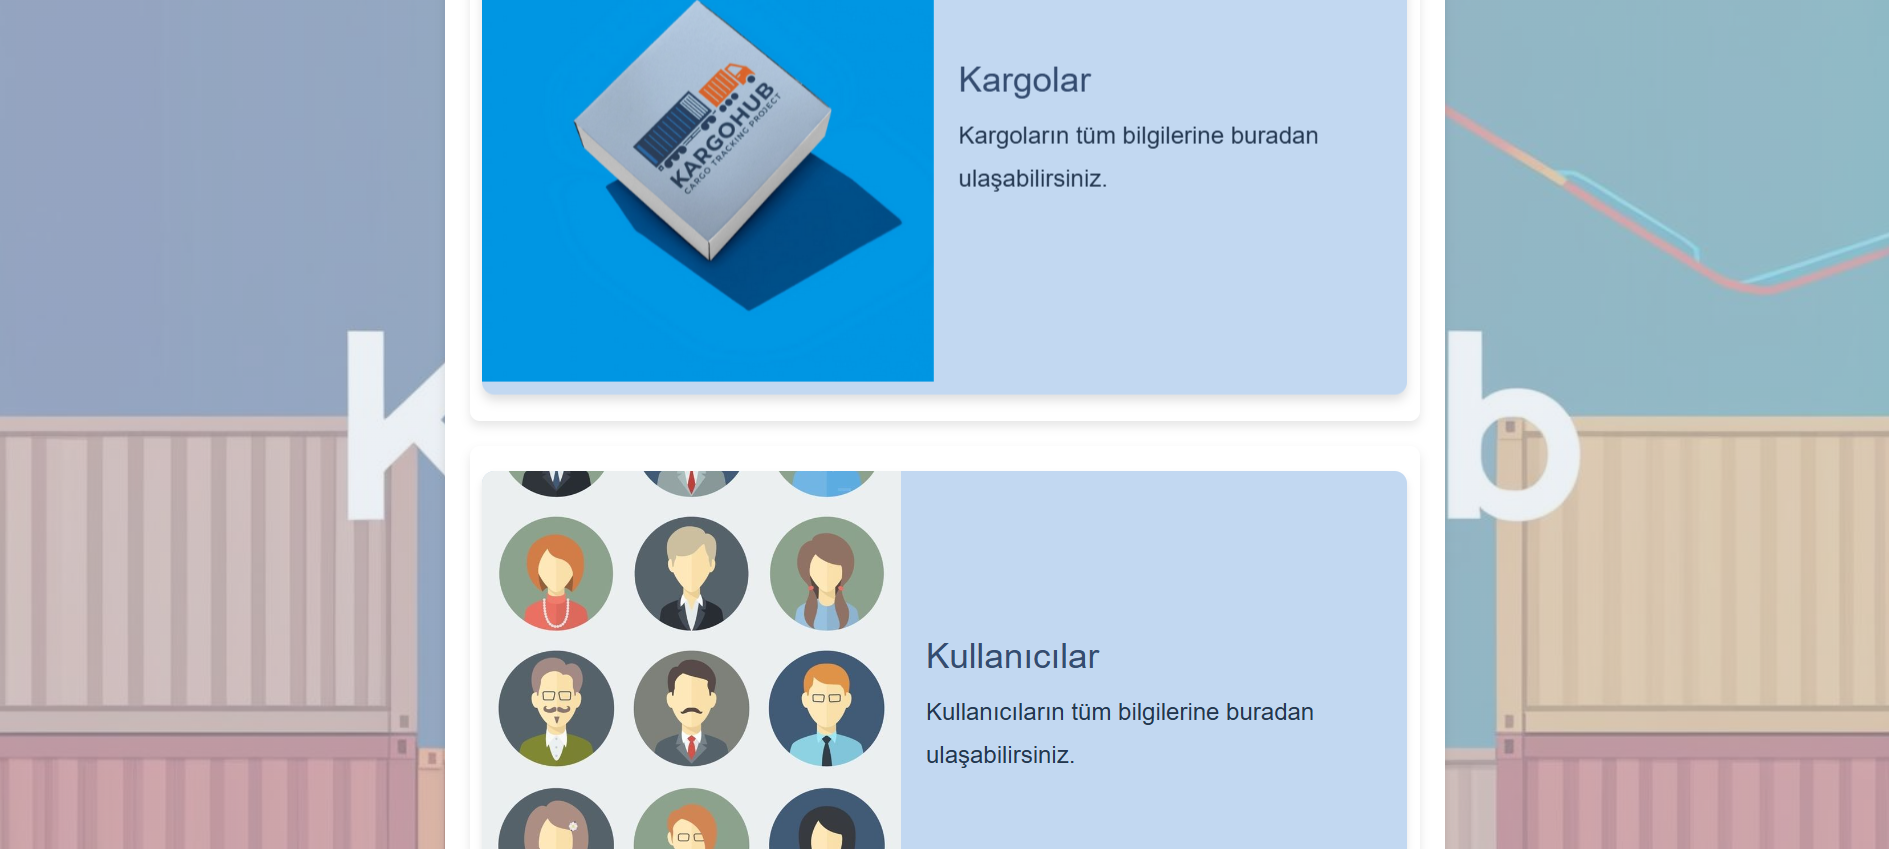 KARGOHUB
CARGO TRACKING PROJECT
Kargolar
Kargoların tüm bilgilerine buradan
ulaşabilirsiniz.
k
b
Kullanıcılar
Kullanıcıların tüm bilgilerine buradan
ulaşabilirsiniz.